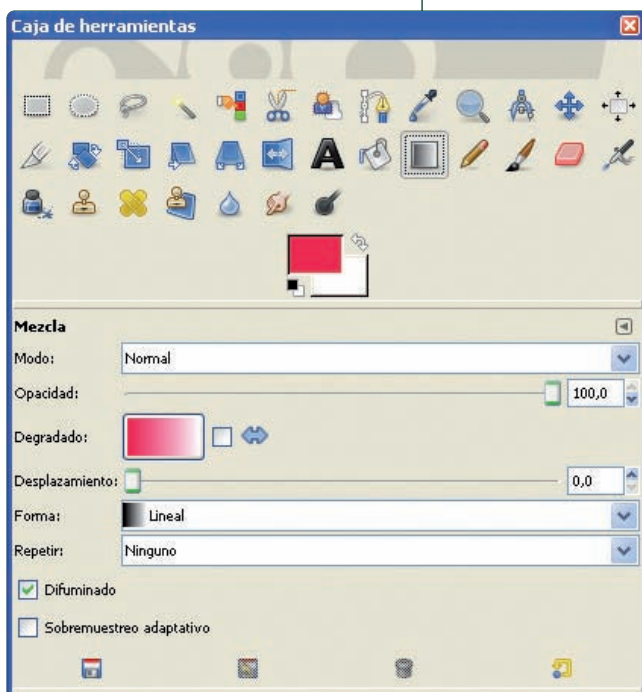 Caja de herramientas
Mezcla
Modo: Normal
Opacidad: 100,0
Degradado:
Desplazamiento: 0,0
Forma: Lineal
Repetir: Ninguno
Difuminado
Sobremuestreo adaptativo